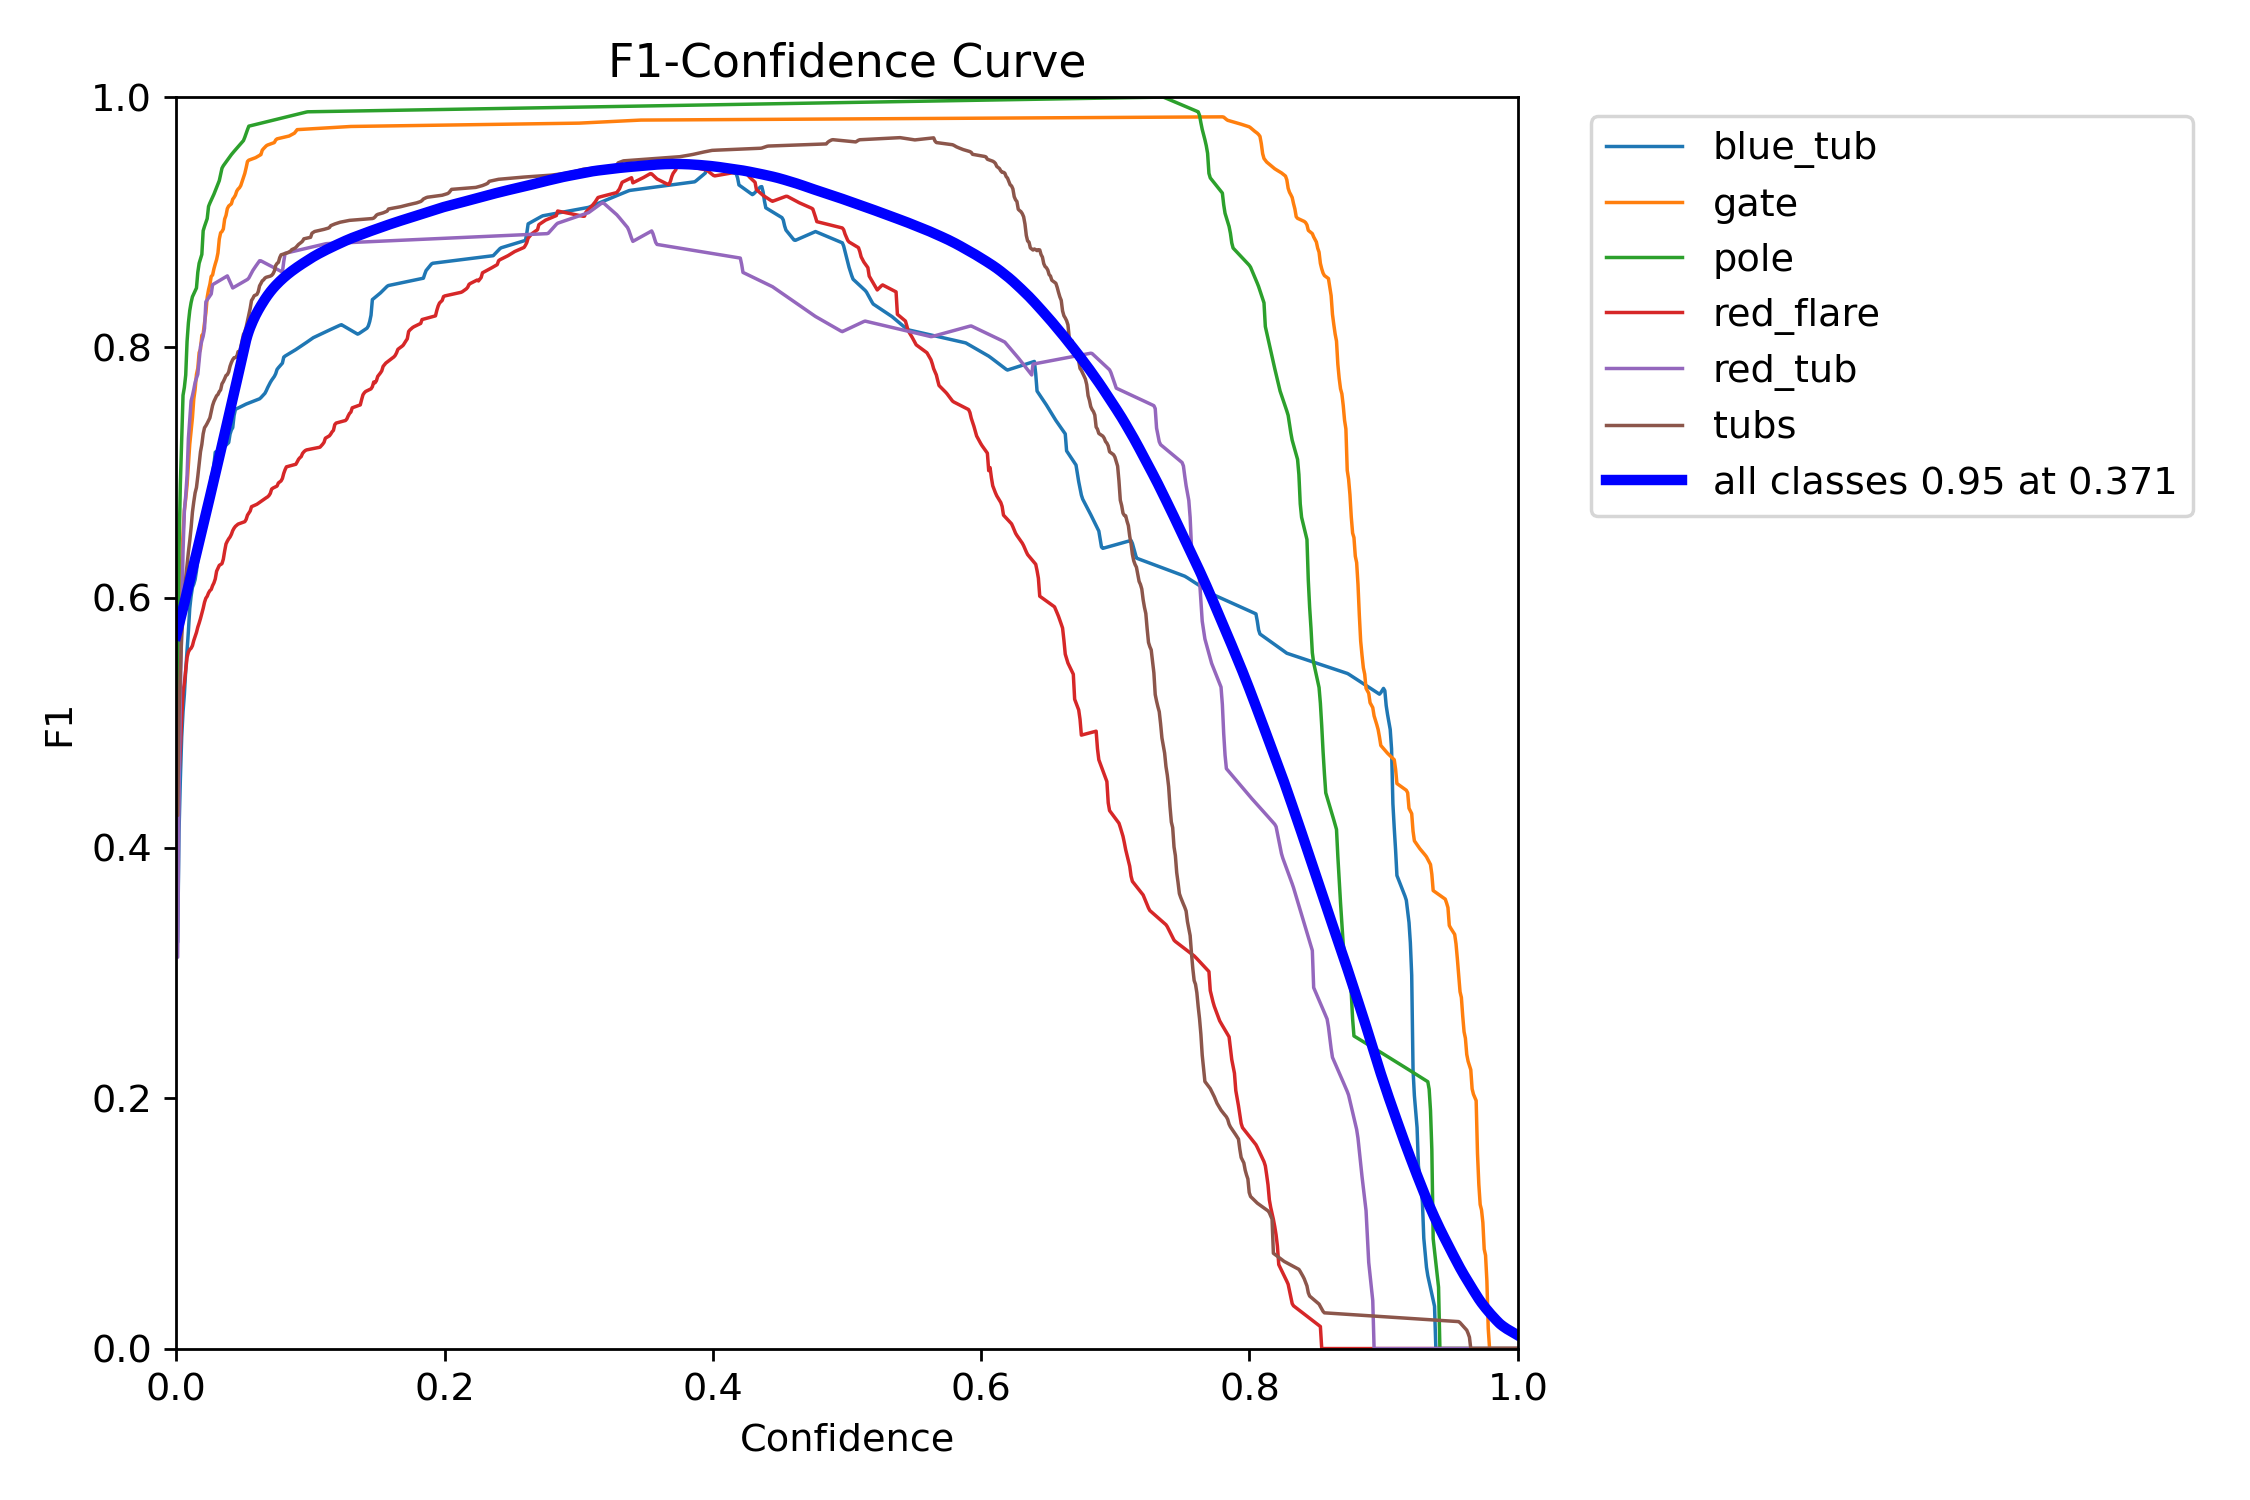 F1-Confidence Curve
1.0
0.8
0.6
0.4
0.2
0.0
F1
0.0 0.2 0.4 0.6 0.8 1.0
Confidence
blue_tub
gate
pole
red_flare
red_tub
tubs
all classes 0.95 at 0.371